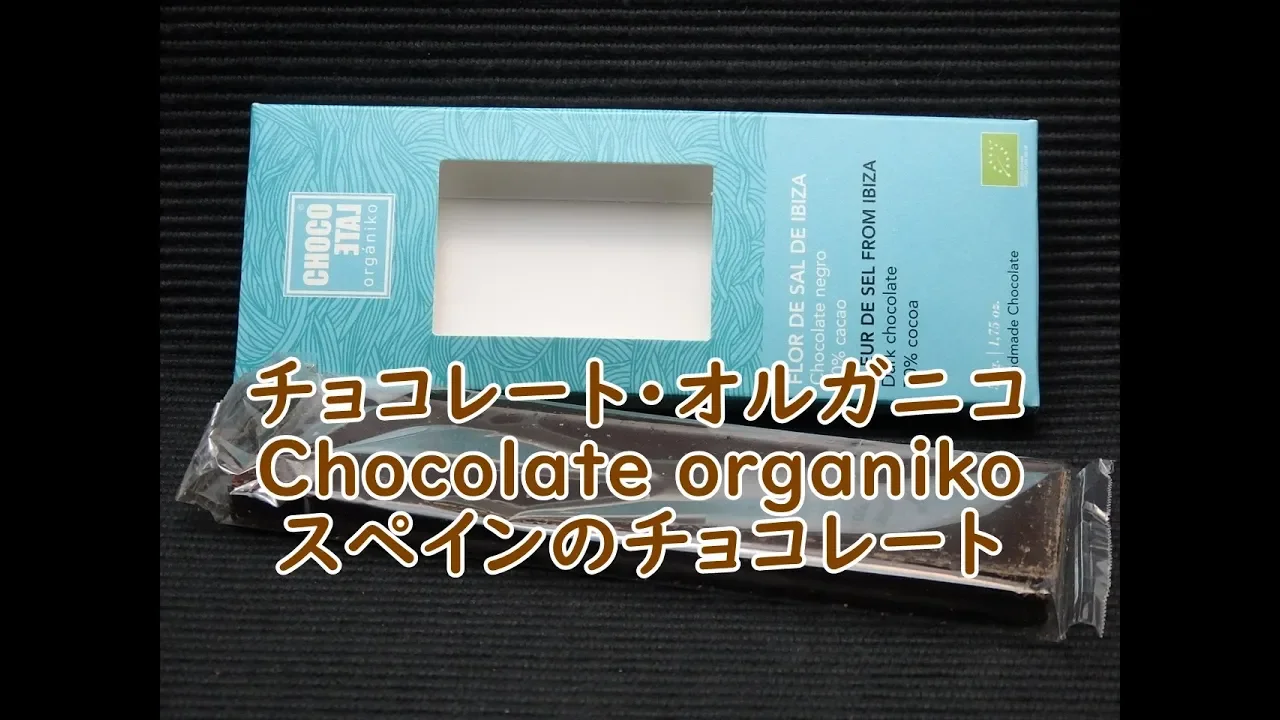 CHOCO
LATE
orgániko
FLOR DE SAL DE IBIZA
Chocolate negro
% cacao
EUR DE SEL FROM IBIZA
Dark chocolate
% cocoa
1,75 oz.
dmade Chocolate
チョコレート・オルガニコ
Chocolate organiko
スペインのチョコレート